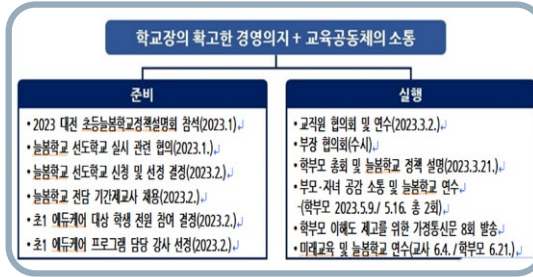 학교장의 확고한 경영의지 + 교육공동체의 소통
준비
• 2023 대전 초등늘봄학교정책설명회 참석(2023.1)
• 늘봄학교 선도학교 실시 관련 협의(2023.1.)
• 늘봄학교 선도학교 신청 및 선정 결정(2023.2.)
• 늘봄학교 전담 기간제교사 채용(2023.2.)
• 초1 에듀케어 대상 학생 전원 참여 결정(2023.2.)
• 초1 에듀케어 프로그램 담당 강사 선정(2023.2.)
실행
• 교직원 협의회 및 연수(2023.3.2.)
• 부장 협의회(수시)
• 학부모 총회 및 늘봄학교 정책 설명(2023.3.21.)
• 부모·자녀 공감 소통 및 늘봄학교 연수
-(학부모 2023.5.9./ 5.16. 총 2회)
• 학부모 이해도 제고를 위한 가정통신문 8회 발송
• 미래교육 및 늘봄학교 연수(교사 6.4./ 학부모 6.21.)